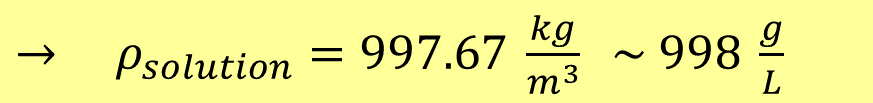 → ρ_solution = 997.67 kg/m³ ~ 998 g/L